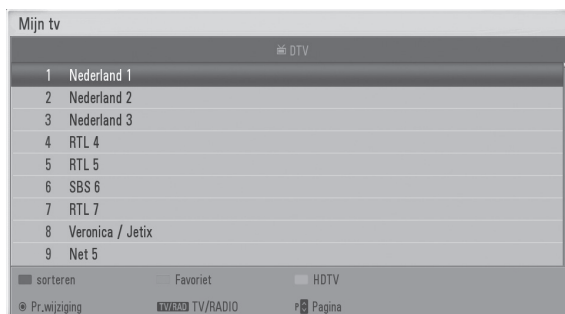 Mijn tv
DTV
1 Nederland 1
2 Nederland 2
3 Nederland 3
4 RTL 4
5 RTL 5
6 SBS 6
7 RTL 7
8 Veronica / Jetix
9 Net 5
sorteren Favoriet HDTV
Pr.wijziging TV/RAD TV/RADIO P Pagina